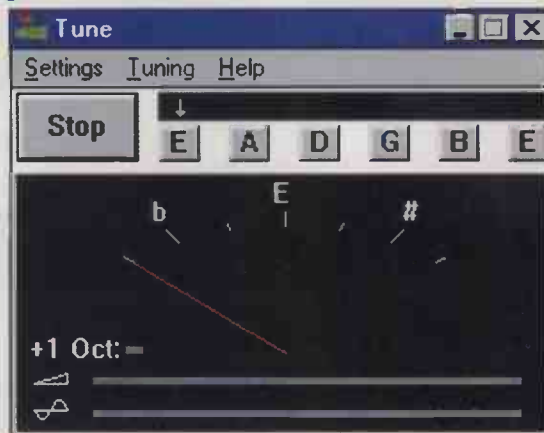 Tune
Settings Tuning Help
Stop
E A D G B E
E
b #
+1 Oct: